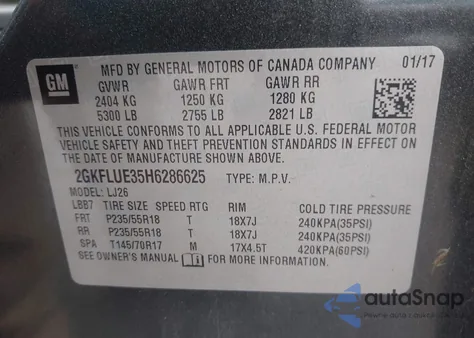 GM
MFD BY GENERAL MOTORS OF CANADA COMPANY 01/17
GVWR GAWR FRT GAWR RR
2404 KG 1250 KG 1280 KG
5300 LB 2755 LB 2821 LB
THIS VEHICLE CONFORMS TO ALL APPLICABLE U.S. FEDERAL MOTOR
VEHICLE SAFETY AND THEFT PREVENTION STANDARDS IN EFFECT ON
THE DATE OF MANUFACTURE SHOWN ABOVE.
2GKFLUE35H6286625 TYPE: M.P.V.
MODEL: LJ26
LBB7 TIRE SIZE SPEED RTG RIM COLD TIRE PRESSURE
FRT P235/55R18 T 18X7J 240KPA(35PSI)
RR P235/55R18 T 18X7J 240KPA(35PSI)
SPA T145/70R17 M 17X4.5T 420KPA(60PSI)
SEE OWNER'S MANUAL FOR MORE INFORMATION.
2
autoSnap